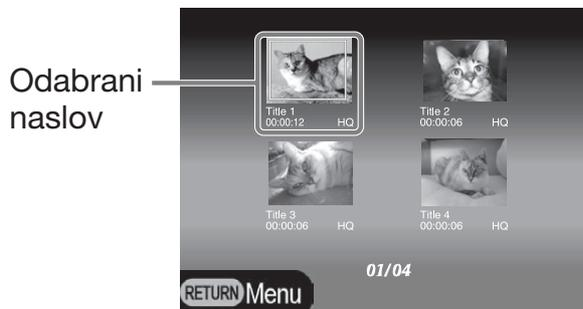 Odabrani
naslov
Title 1
00:00:12 HQ
Title 2
00:00:06 HQ
Title 3
00:00:06 HQ
Title 4
00:00:06 HQ
01/04
RETURN Menu